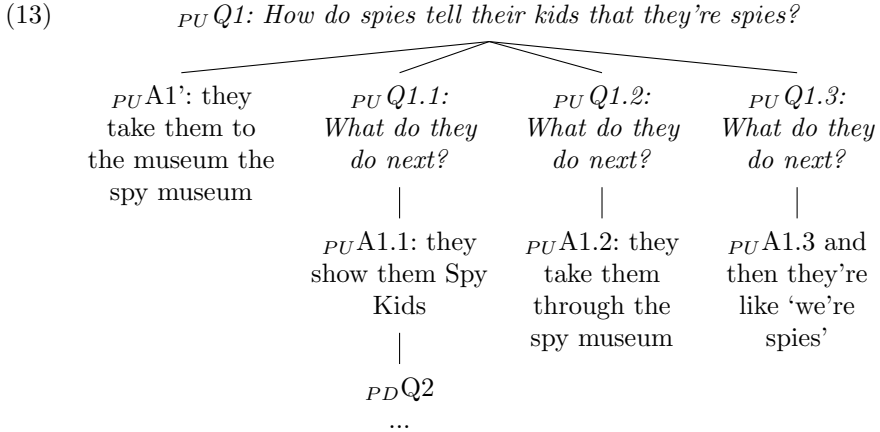 (13) PU Q1: How do spies tell their kids that they're spies?
PU A1': they take them to the museum the spy museum
PU Q1.1: What do they do next?
PU A1.1: they show them Spy Kids
PD Q2
...
PU Q1.2: What do they do next?
PU A1.2: they take them through the spy museum
PU Q1.3: What do they do next?
PU A1.3 and then they're like 'we're spies'